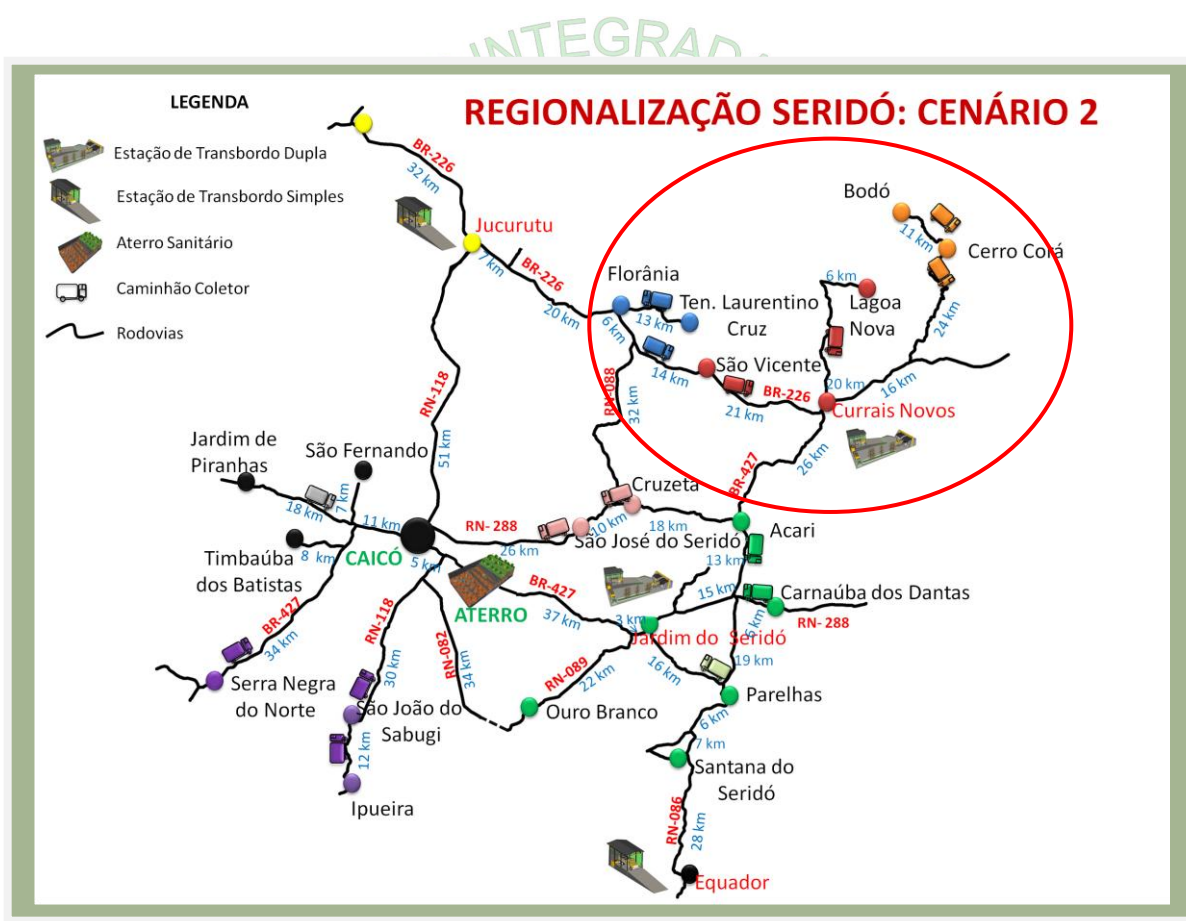 INTEGRADA
REGIONALIZAÇÃO SERIDÓ: CENÁRIO 2
LEGENDA
Estação de Transbordo Dupla
Estação de Transbordo Simples
Aterro Sanitário
Caminhão Coletor
Rodovias
BR-226
32 km
Jucurutu
7 km
BR-226
20 km
Bodó
11 km
Cerro Corá
24 km
Florânia
13 km
6 km
Ten. Laurentino
Cruz
6 km
Lagoa
Nova
14 km
São Vicente
21 km
BR-226
20 km
16 km
Currais Novos
RN-088
32 km
26 km
BR-427
RN-118
51 km
Jardim de
Piranhas
São Fernando
18 km
7 km
11 km
Timbaúba
dos Batistas
8 km
CAICÓ
5 km
RN- 288
26 km
Cruzeta
10 km
18 km
São José do Seridó
Acari
13 km
ATERRO
BR-427
37 km
15 km
Carnaúba dos Dantas
6 km
RN- 288
3 km
Jardim do Seridó
BR-427
34 km
RN-118
30 km
RN-082
34 km
RN-089
22 km
16 km
19 km
Serra Negra
do Norte
São João do
Sabugi
Ouro Branco
Parelhas
6 km
7 km
12 km
Ipueira
Santana do
Seridó
RN-086
28 km
Equador